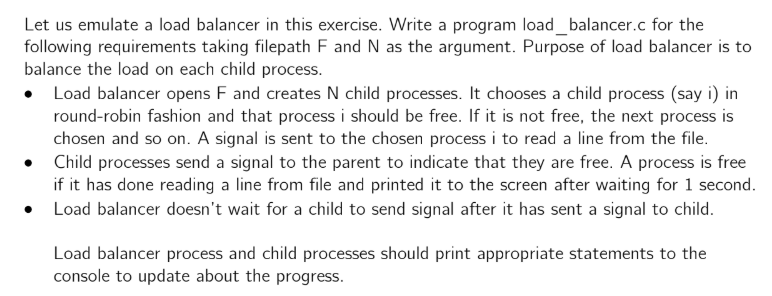 Let us emulate a load balancer in this exercise. Write a program load_balancer.c for the
following requirements taking filepath F and N as the argument. Purpose of load balancer is to
balance the load on each child process.
• Load balancer opens F and creates N child processes. It chooses a child process (say i) in
round-robin fashion and that process i should be free. If it is not free, the next process is
chosen and so on. A signal is sent to the chosen process i to read a line from the file.
• Child processes send a signal to the parent to indicate that they are free. A process is free
if it has done reading a line from file and printed it to the screen after waiting for 1 second.
• Load balancer doesn't wait for a child to send signal after it has sent a signal to child.
Load balancer process and child processes should print appropriate statements to the
console to update about the progress.